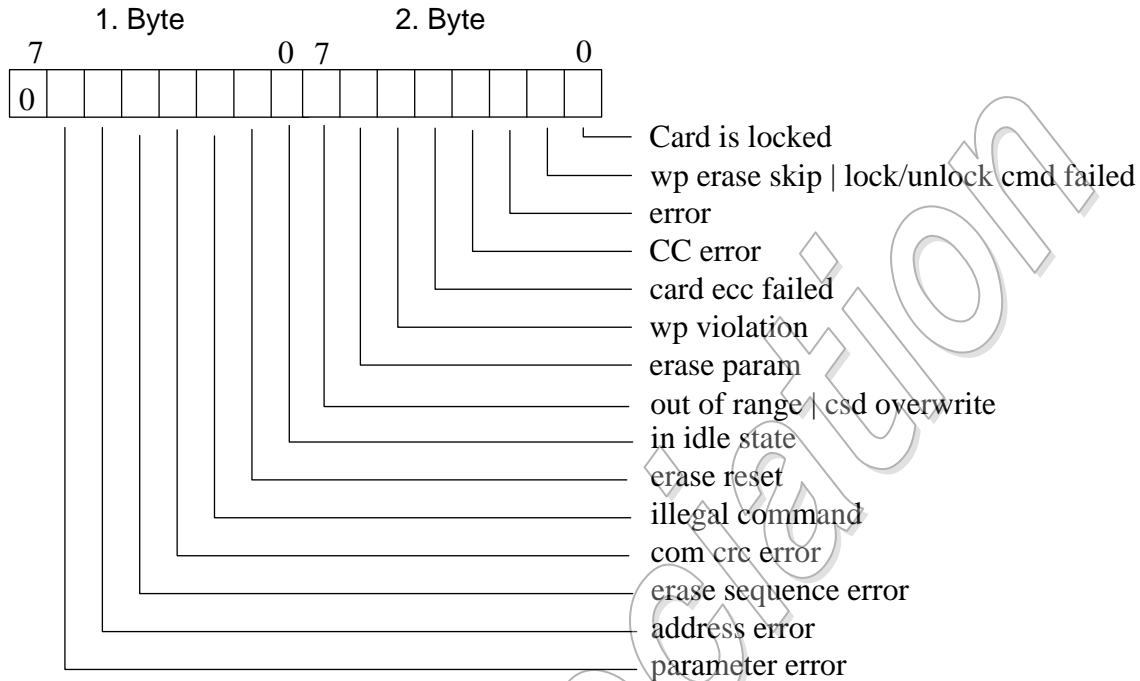 1. Byte 2. Byte
7 0 7 0
0
Card is locked
wp erase skip | lock/unlock cmd failed
error
CC error
card ecc failed
wp violation
erase param
out of range | csd overwrite
in idle state
erase reset
illegal command
com crc error
erase sequence error
address error
parameter error
ciation